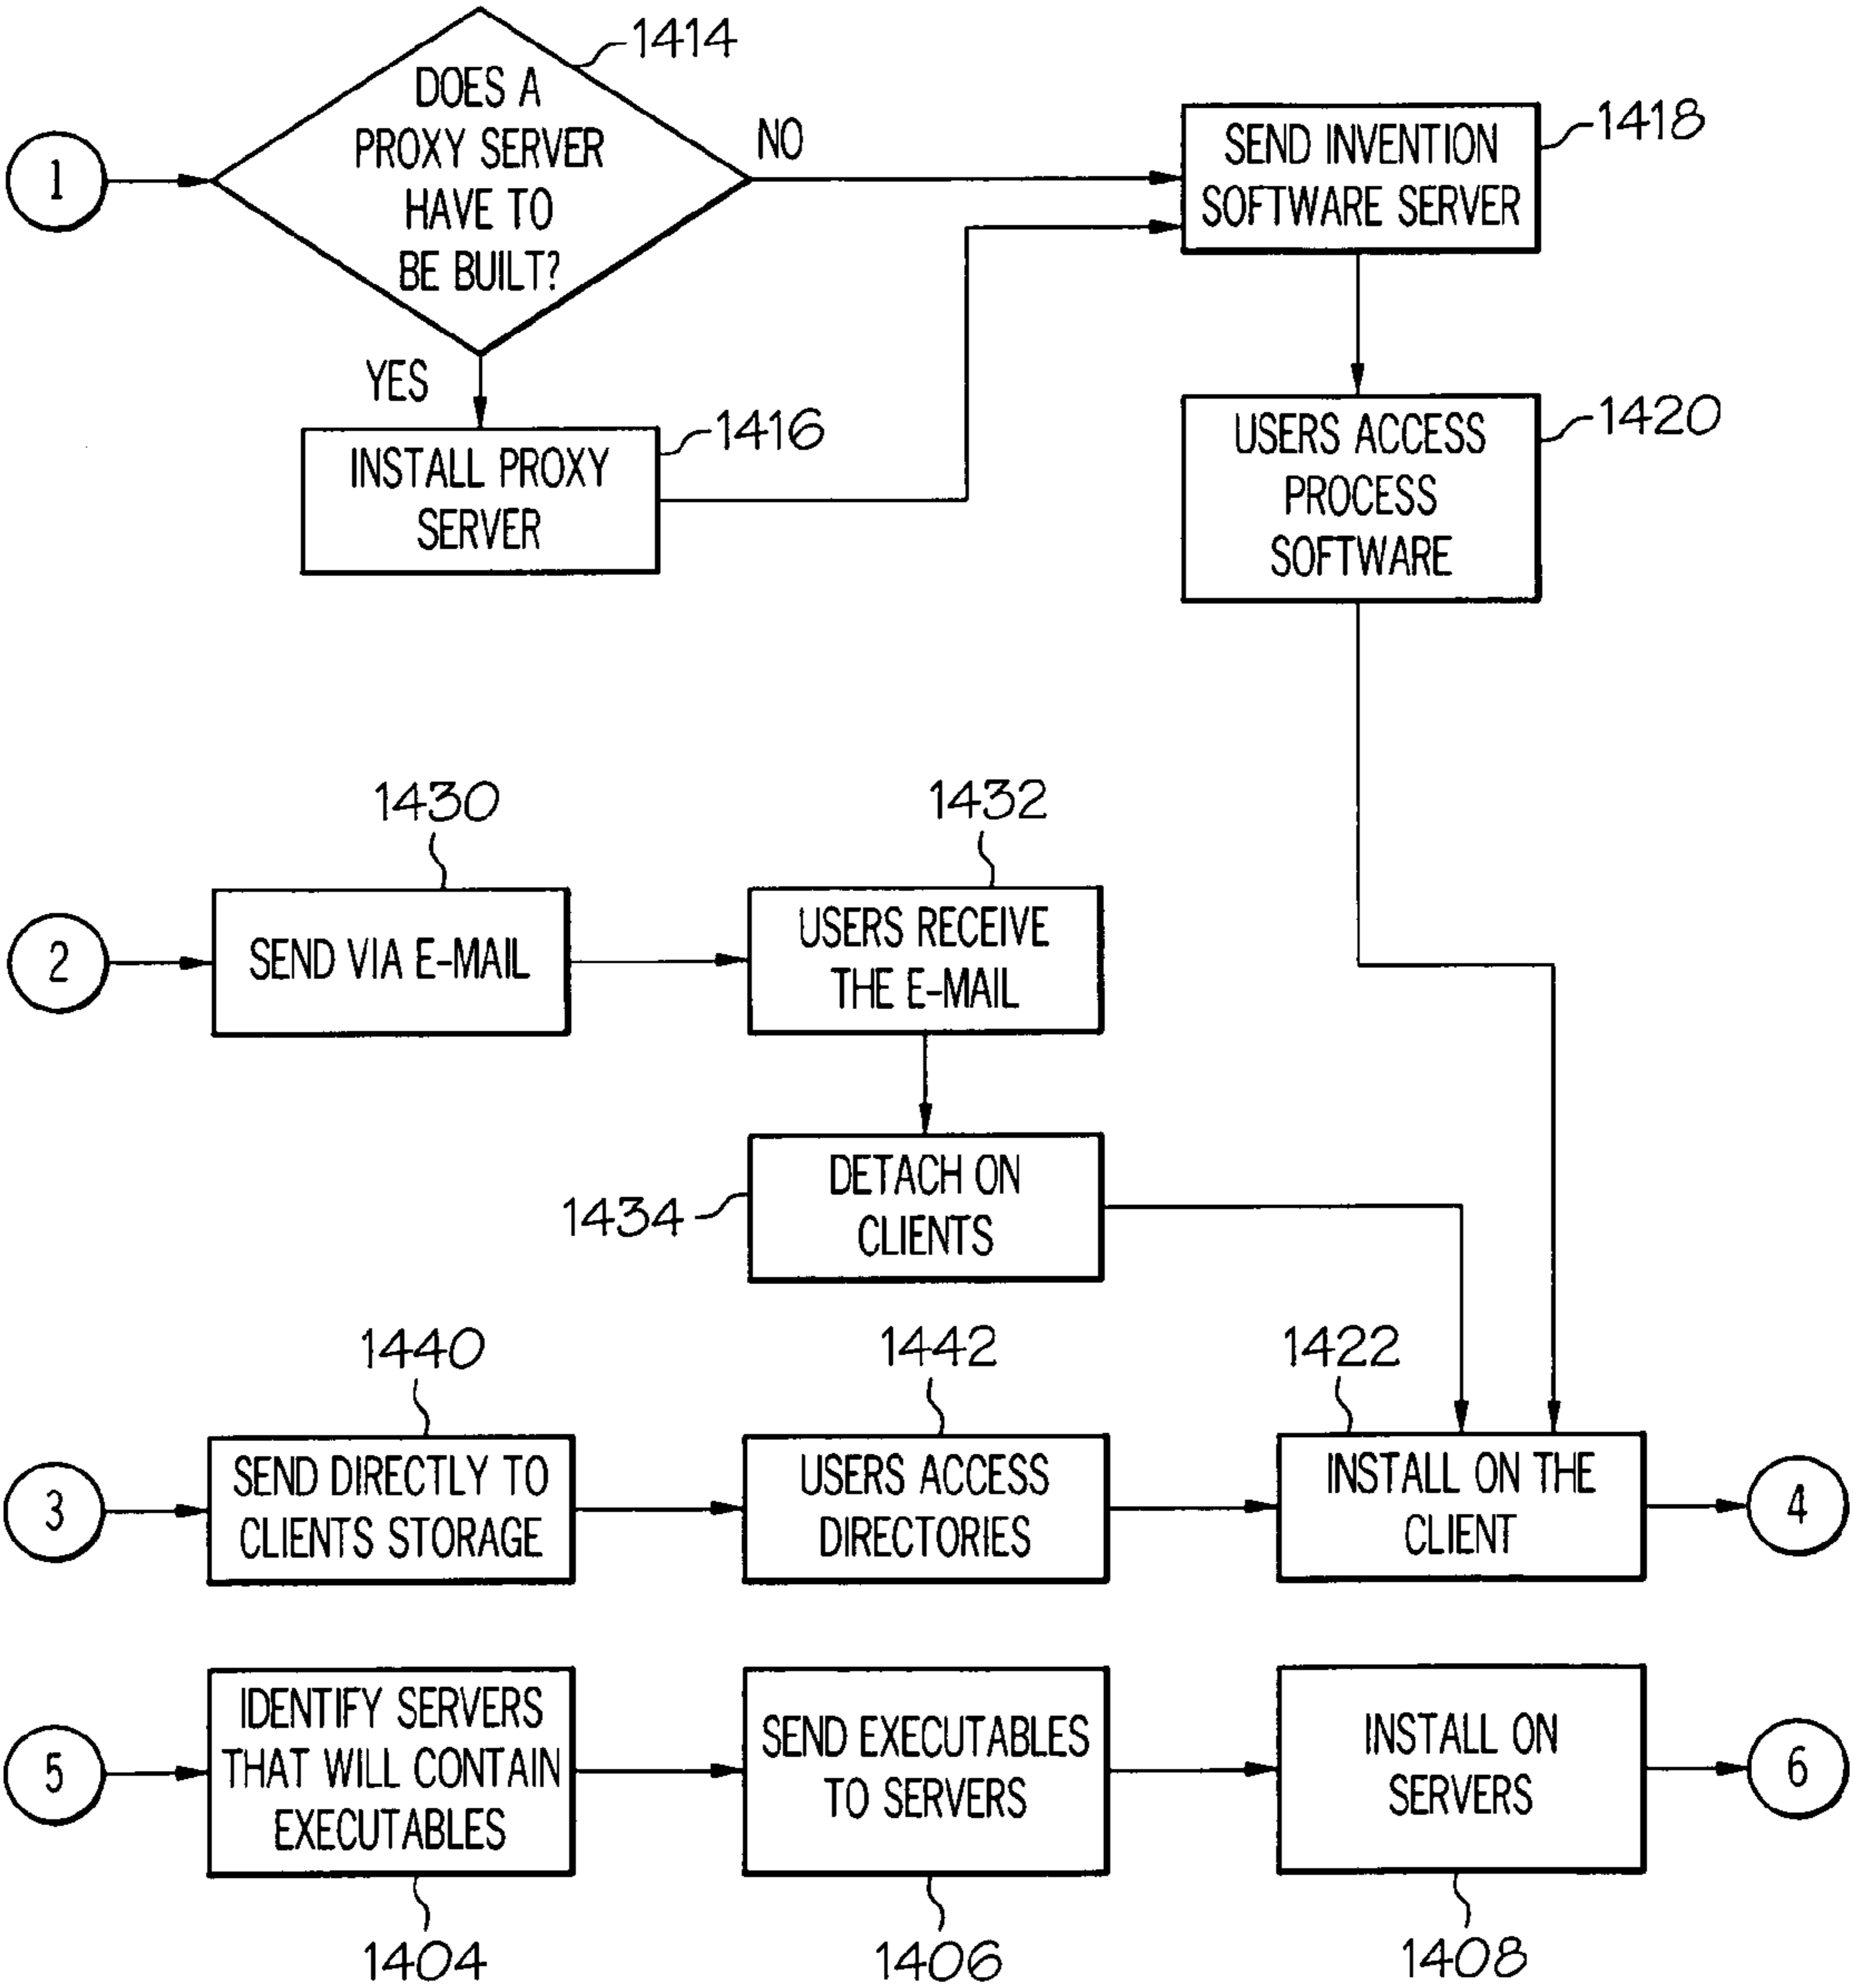 1414
DOES A
PROXY SERVER
HAVE TO
BE BUILT?
1
NO
YES
SEND INVENTION
SOFTWARE SERVER
1418
INSTALL PROXY
SERVER
1416
USERS ACCESS
PROCESS
SOFTWARE
1420
1430
2
SEND VIA E-MAIL
1432
USERS RECEIVE
THE E-MAIL
DETACH ON
CLIENTS
1434
1440
3
SEND DIRECTLY TO
CLIENTS STORAGE
1442
USERS ACCESS
DIRECTORIES
1422
INSTALL ON THE
CLIENT
4
5
IDENTIFY SERVERS
THAT WILL CONTAIN
EXECUTABLES
1404
SEND EXECUTABLES
TO SERVERS
1406
INSTALL ON
SERVERS
1408
6